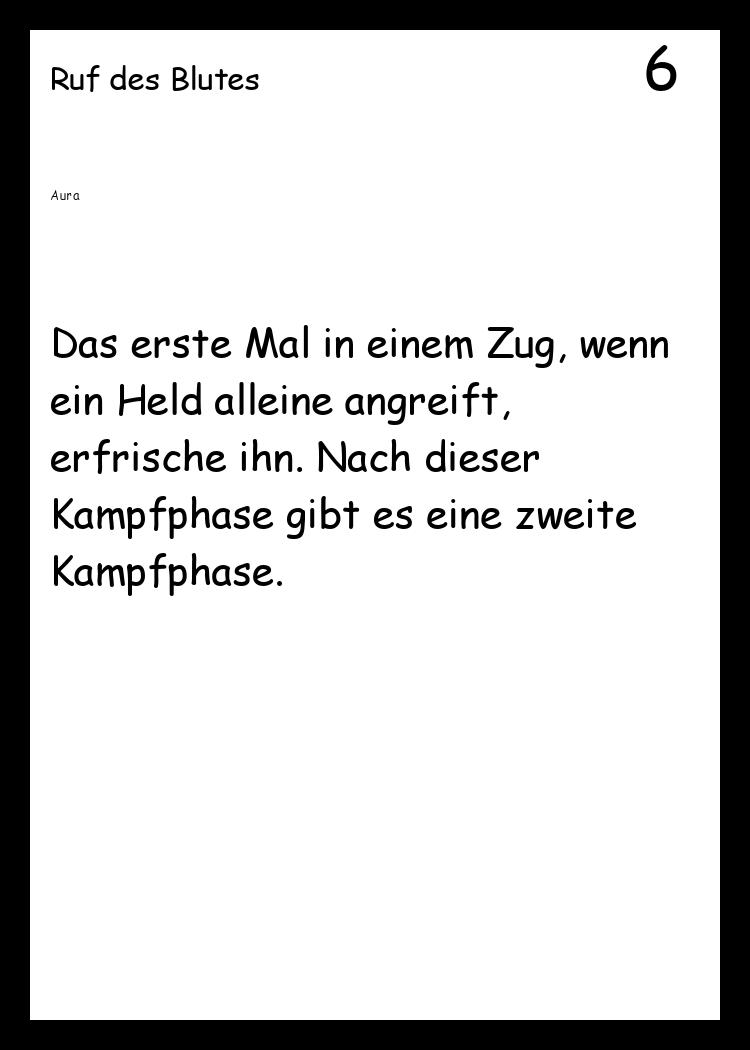 Ruf des Blutes
6
Aura
Das erste Mal in einem Zug, wenn
ein Held alleine angreift,
erfrische ihn. Nach dieser
Kampfphase gibt es eine zweite
Kampfphase.